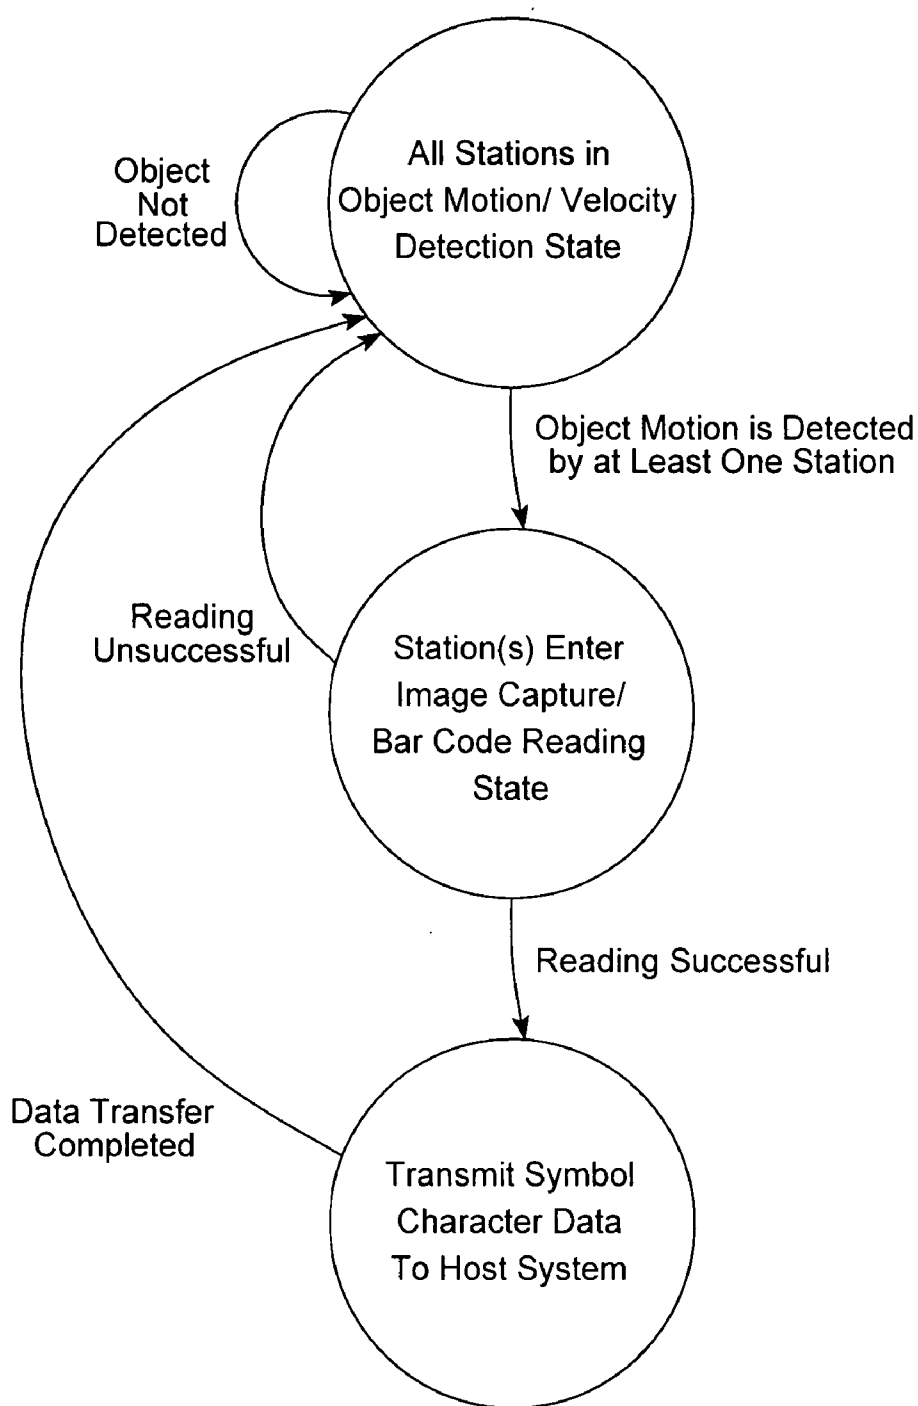 Object
Not
Detected
All Stations in
Object Motion/ Velocity
Detection State
Object Motion is Detected
by at Least One Station
Reading
Unsuccessful
Station(s) Enter
Image Capture/
Bar Code Reading
State
Reading Successful
Data Transfer
Completed
Transmit Symbol
Character Data
To Host System